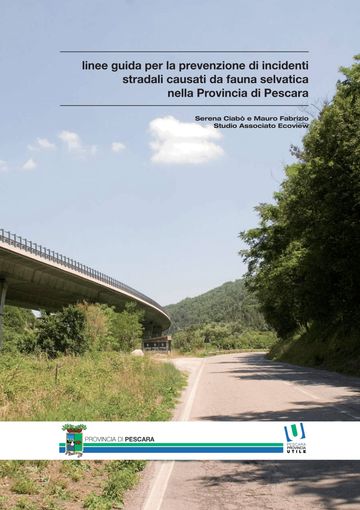 linee guida per la prevenzione di incidenti
stradali causati da fauna selvatica
nella Provincia di Pescara
Serena Ciabò e Mauro Fabrizio
Studio Associato Ecoview
PROVINCIA DI PESCARA
PESCARA
PROVINCIA
UTILE